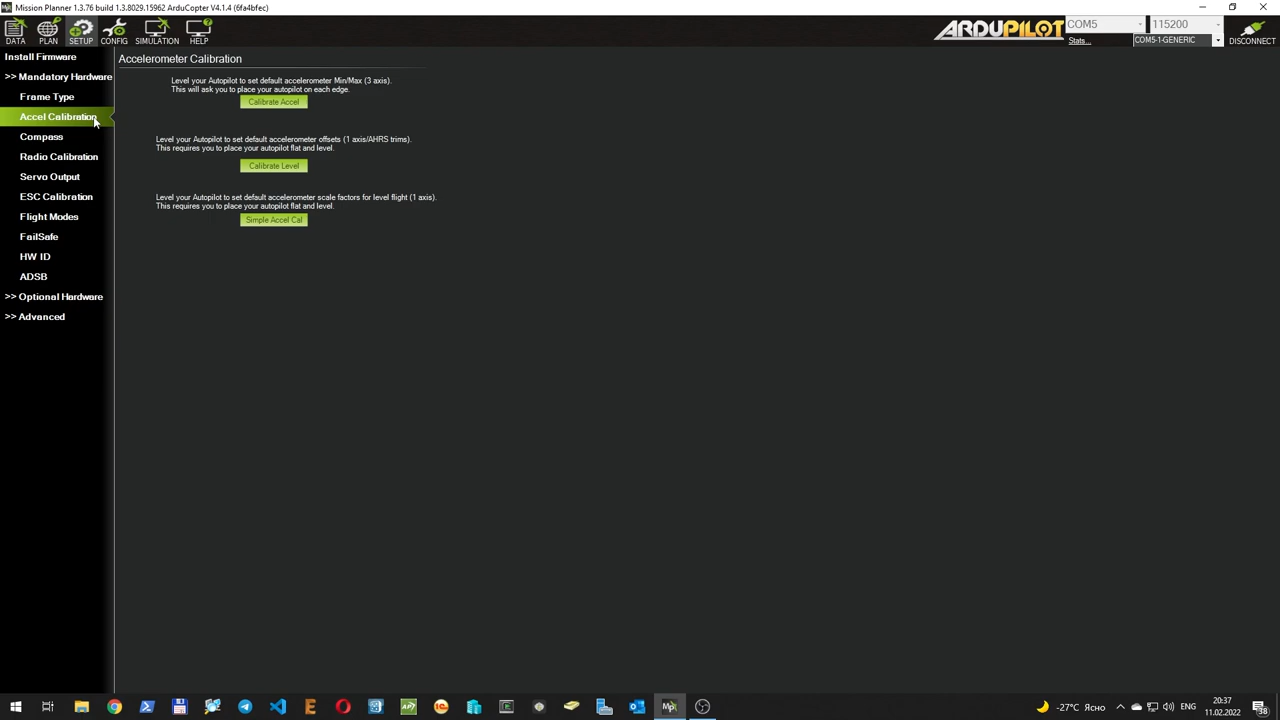 Mission Planner 1.3.76 build 1.3.8029.15962 ArduCopter V4.1.4 (6fa4bfec)
DATA PLAN SETUP CONFIG SIMULATION HELP
ARDUPILOT
COM5 115200
Stats... COM5-1-GENERIC DISCONNECT
Install Firmware
>> Mandatory Hardware
Frame Type
Accel Calibration
Compass
Radio Calibration
Servo Output
ESC Calibration
Flight Modes
FailSafe
HW ID
ADSB
>> Optional Hardware
>> Advanced
Accelerometer Calibration
Level your Autopilot to set default accelerometer Min/Max (3 axis).
This will ask you to place your autopilot on each edge.
Calibrate Accel
Level your Autopilot to set default accelerometer offsets (1 axis/AHRS trims).
This requires you to place your autopilot flat and level.
Calibrate Level
Level your Autopilot to set default accelerometer scale factors for level flight (1 axis).
This requires you to place your autopilot flat and level.
Simple Accel Cal
-27°C Ясно
ENG
20:37
11.02.2022
38